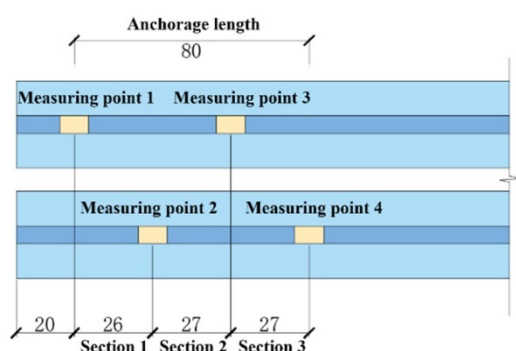 Anchorage length
80
Measuring point 1 Measuring point 3
Measuring point 2 Measuring point 4
20 26 27 27
Section 1 Section 2 Section 3